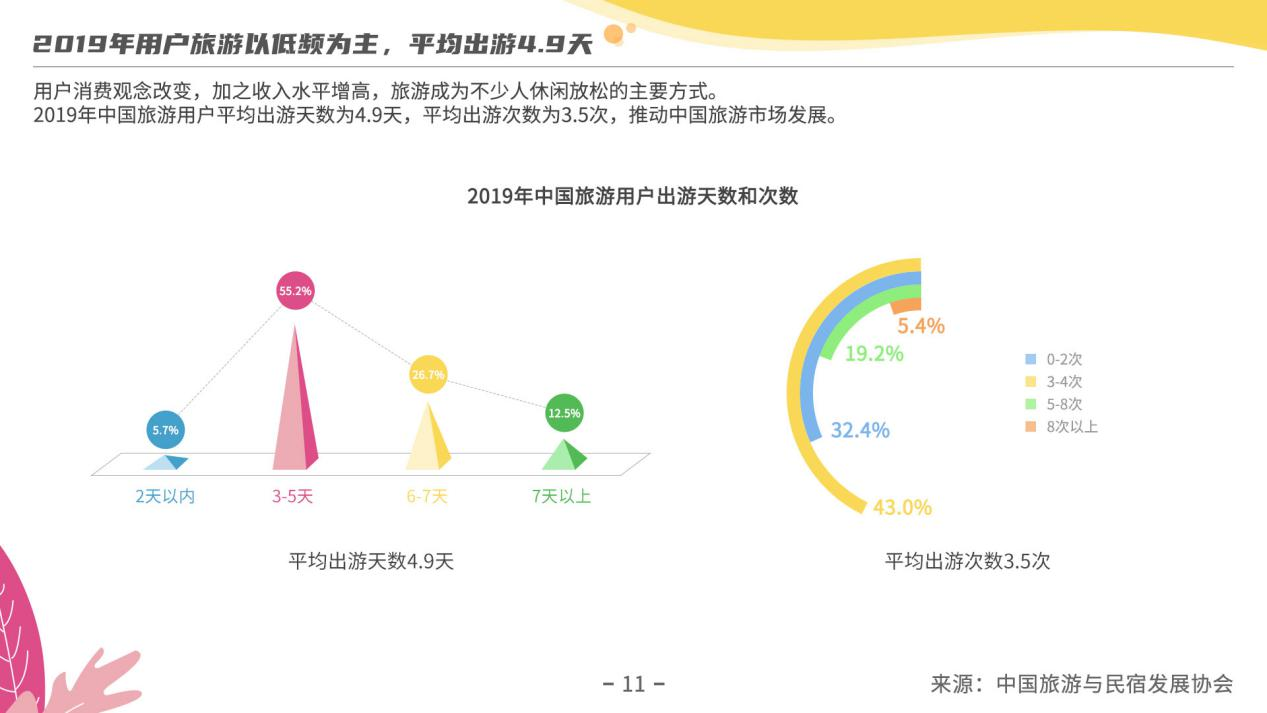 2019年用户旅游以低频为主，平均出游4.9天
用户消费观念改变，加之收入水平增高，旅游成为不少人休闲放松的主要方式。
2019年中国旅游用户平均出游天数为4.9天，平均出游次数为3.5次，推动中国旅游市场发展。
2019年中国旅游用户出游天数和次数
55.2%
26.7%
12.5%
5.7%
2天以内
3-5天
6-7天
7天以上
平均出游天数4.9天
5.4%
19.2%
32.4%
43.0%
0-2次
3-4次
5-8次
8次以上
平均出游次数3.5次
- 11 -
来源：中国旅游与民宿发展协会